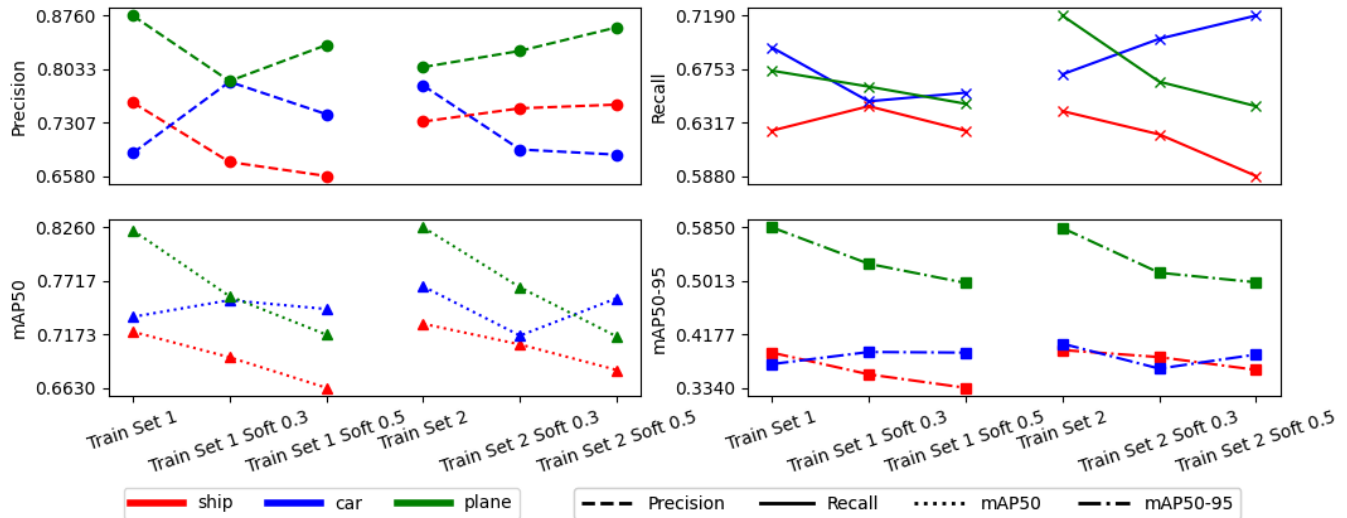 Precision
0.8760
0.8033
0.7307
0.6580
Recall
0.7190
0.6753
0.6317
0.5880
mAP50
0.8260
0.7717
0.7173
0.6630
mAP50-95
0.5850
0.5013
0.4177
0.3340
Train Set 1
Train Set 1 Soft 0.3
Train Set 1 Soft 0.5
Train Set 2
Train Set 2 Soft 0.3
Train Set 2 Soft 0.5
Train Set 1
Train Set 1 Soft 0.3
Train Set 1 Soft 0.5
Train Set 2
Train Set 2 Soft 0.3
Train Set 2 Soft 0.5
ship car plane
Precision Recall mAP50 mAP50-95